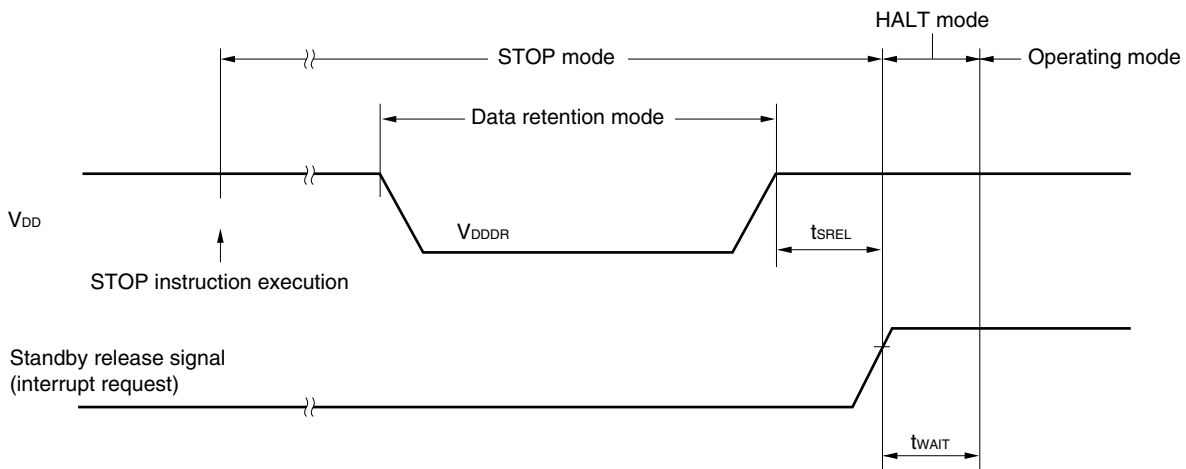 HALT mode
STOP mode
Operating mode
Data retention mode
VDD
VDDDR
tSREL
STOP instruction execution
Standby release signal
(interrupt request)
tWAIT